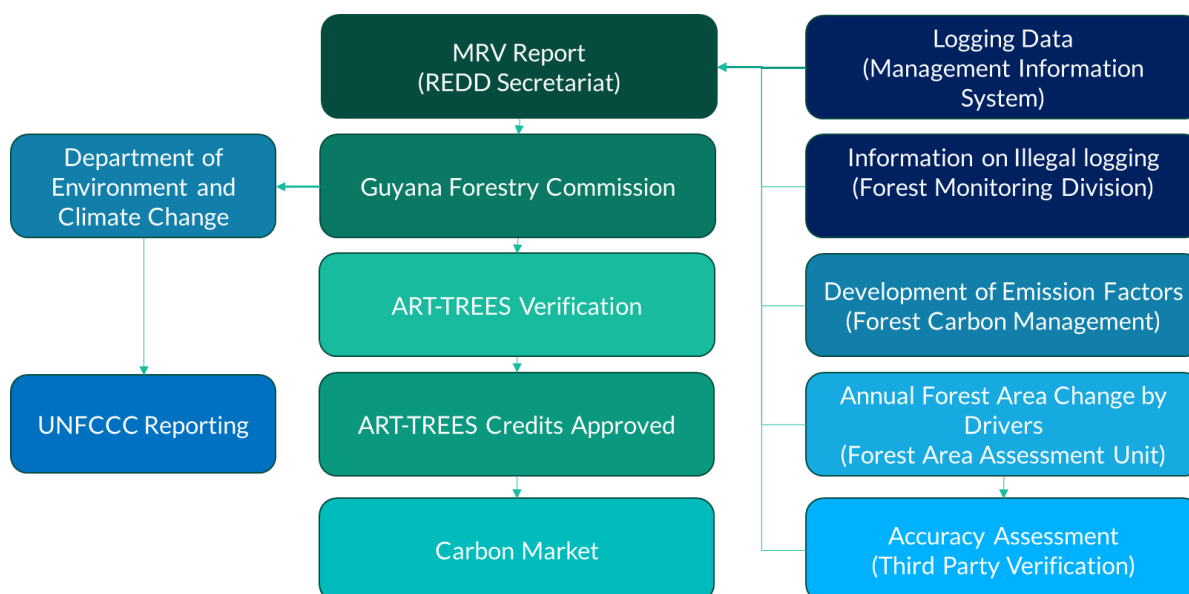 MRV Report
(REDD Secretariat)
Logging Data
(Management Information
System)
Department of
Environment and
Climate Change
Guyana Forestry Commission
Information on Illegal logging
(Forest Monitoring Division)
ART-TREES Verification
Development of Emission Factors
(Forest Carbon Management)
UNFCCC Reporting
ART-TREES Credits Approved
Annual Forest Area Change by
Drivers
(Forest Area Assessment Unit)
Carbon Market
Accuracy Assessment
(Third Party Verification)